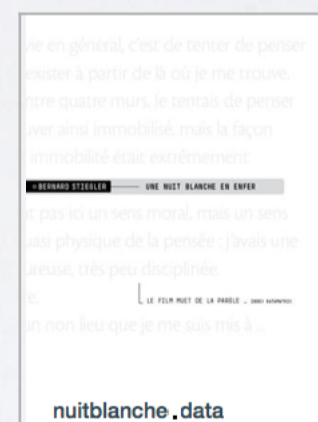 vie en général, c'est de tenter de penser
exister à partir de là où je me trouve.
ntre quatre murs, je tentais de penser
uver ainsi immobilisé, mais la façon
immobilité était extrêmement
BERNARD STIEGLER UNE NUIT BLANCHE EN ENFER
t pas ici un sens moral, mais un sens
uasi physique de la pensée : j'avais une
ureuse, très peu disciplinée.
e.
LE FILM MUET DE LA PAROLE
un non lieu que je me suis mis à ...
nuitblanche.data